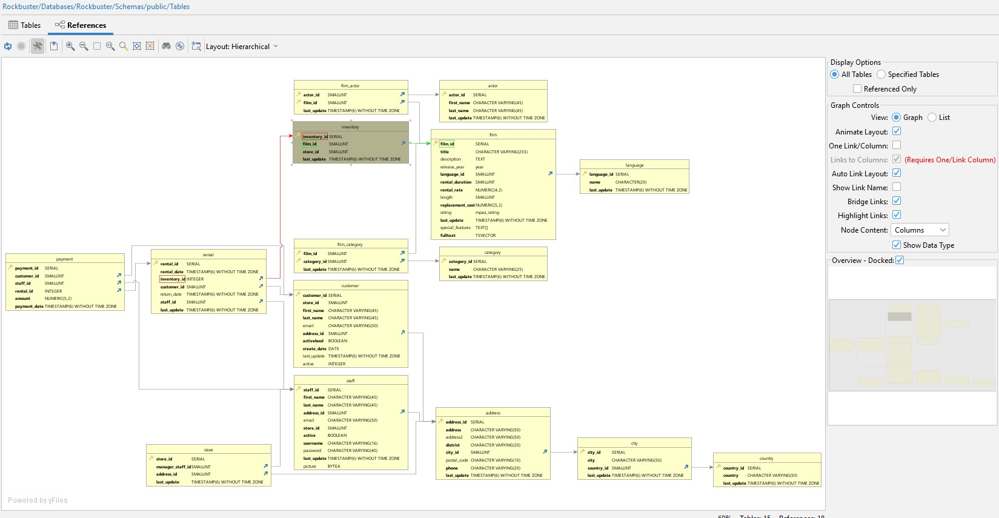 Rockbuster/Databases/Rockbuster/Schemas/public/Tables
Tables
References
Layout: Hierarchical
film_actor
actor_id SMALLINT
film_id SMALLINT
last_update TIMESTAMP(6) WITHOUT TIME ZONE
actor
actor_id SERIAL
first_name CHARACTER VARYING(45)
last_name CHARACTER VARYING(45)
last_update TIMESTAMP(6) WITHOUT TIME ZONE
inventory
inventory_id SERIAL
film_id SMALLINT
store_id SMALLINT
last_update TIMESTAMP(6) WITHOUT TIME ZONE
film
film_id SERIAL
title CHARACTER VARYING(255)
description TEXT
release_year year
language_id SMALLINT
rental_duration SMALLINT
rental_rate NUMERIC(4,2)
length SMALLINT
replacement_cost NUMERIC(5,2)
rating mpaa_rating
last_update TIMESTAMP(6) WITHOUT TIME ZONE
special_features TEXT[]
fulltext TSVECTOR
language
language_id SERIAL
name CHARACTER(20)
last_update TIMESTAMP(6) WITHOUT TIME ZONE
film_category
film_id SMALLINT
category_id SMALLINT
last_update TIMESTAMP(6) WITHOUT TIME ZONE
category
category_id SERIAL
name CHARACTER VARYING(25)
last_update TIMESTAMP(6) WITHOUT TIME ZONE
payment
payment_id SERIAL
customer_id SMALLINT
staff_id SMALLINT
rental_id INTEGER
amount NUMERIC(5,2)
payment_date TIMESTAMP(6) WITHOUT TIME ZONE
rental
rental_id SERIAL
rental_date TIMESTAMP(6) WITHOUT TIME ZONE
inventory_id INTEGER
customer_id SMALLINT
return_date TIMESTAMP(6) WITHOUT TIME ZONE
staff_id SMALLINT
last_update TIMESTAMP(6) WITHOUT TIME ZONE
customer
customer_id SERIAL
store_id SMALLINT
first_name CHARACTER VARYING(45)
last_name CHARACTER VARYING(45)
email CHARACTER VARYING(50)
address_id SMALLINT
activebool BOOLEAN
create_date DATE
last_update TIMESTAMP(6) WITHOUT TIME ZONE
active INTEGER
staff
staff_id SERIAL
first_name CHARACTER VARYING(45)
last_name CHARACTER VARYING(45)
address_id SMALLINT
email CHARACTER VARYING(50)
store_id SMALLINT
active BOOLEAN
username CHARACTER VARYING(16)
password CHARACTER VARYING(40)
last_update TIMESTAMP(6) WITHOUT TIME ZONE
picture BYTEA
store
store_id SERIAL
manager_staff_id SMALLINT
address_id SMALLINT
last_update TIMESTAMP(6) WITHOUT TIME ZONE
address
address_id SERIAL
address CHARACTER VARYING(50)
address2 CHARACTER VARYING(50)
district CHARACTER VARYING(20)
city_id SMALLINT
postal_code CHARACTER VARYING(10)
phone CHARACTER VARYING(20)
last_update TIMESTAMP(6) WITHOUT TIME ZONE
city
city_id SERIAL
city CHARACTER VARYING(50)
country_id SMALLINT
last_update TIMESTAMP(6) WITHOUT TIME ZONE
country
country_id SERIAL
country CHARACTER VARYING(50)
last_update TIMESTAMP(6) WITHOUT TIME ZONE
Powered by yFiles
Display Options
All Tables
Specified Tables
Referenced Only
Graph Controls
View: Graph List
Animate Layout:
One Link/Column:
Links to Columns: (Requires One/Link Column)
Auto Link Layout:
Show Link Name:
Bridge Links:
Highlight Links:
Node Content: Columns
Show Data Type
Overview - Docked:
60% Tables: 15 References: 18